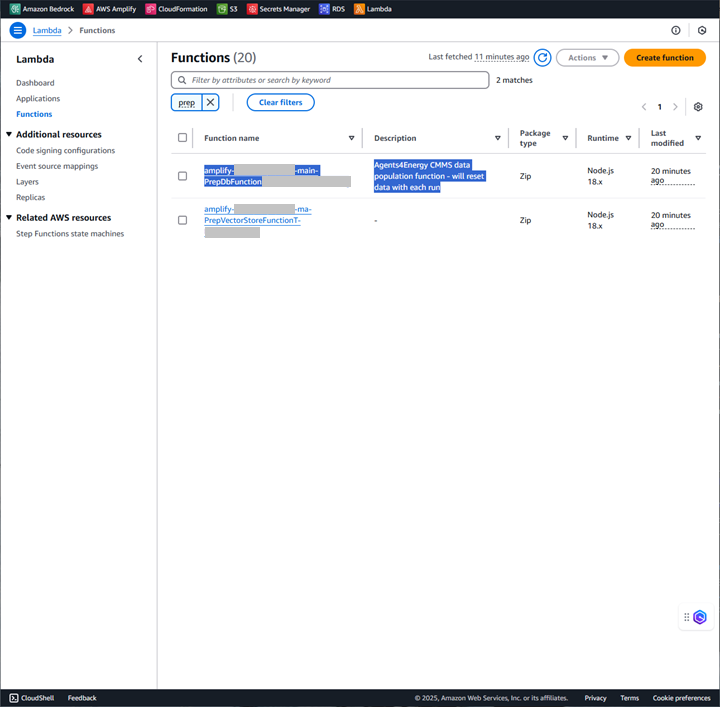 Amazon Bedrock AWS Amplify CloudFormation S3 Secrets Manager RDS Lambda
Lambda > Functions
Lambda
Dashboard
Applications
Functions
Additional resources
Code signing configurations
Event source mappings
Layers
Replicas
Related AWS resources
Step Functions state machines
Functions (20)
Last fetched 11 minutes ago
Actions
Create function
Filter by attributes or search by keyword
2 matches
prep
Clear filters
1
Function name Description Package type Runtime Last modified
amplify- -main-
PrepDbFunction
Agents4Energy CMMS data
population function - will reset
data with each run
Zip
Node.js
18.x
20 minutes
ago
amplify- -ma-
PrepVectorStoreFunctionT-
-
Zip
Node.js
18.x
20 minutes
ago
CloudShell Feedback © 2025, Amazon Web Services, Inc. or its affiliates. Privacy Terms Cookie preferences